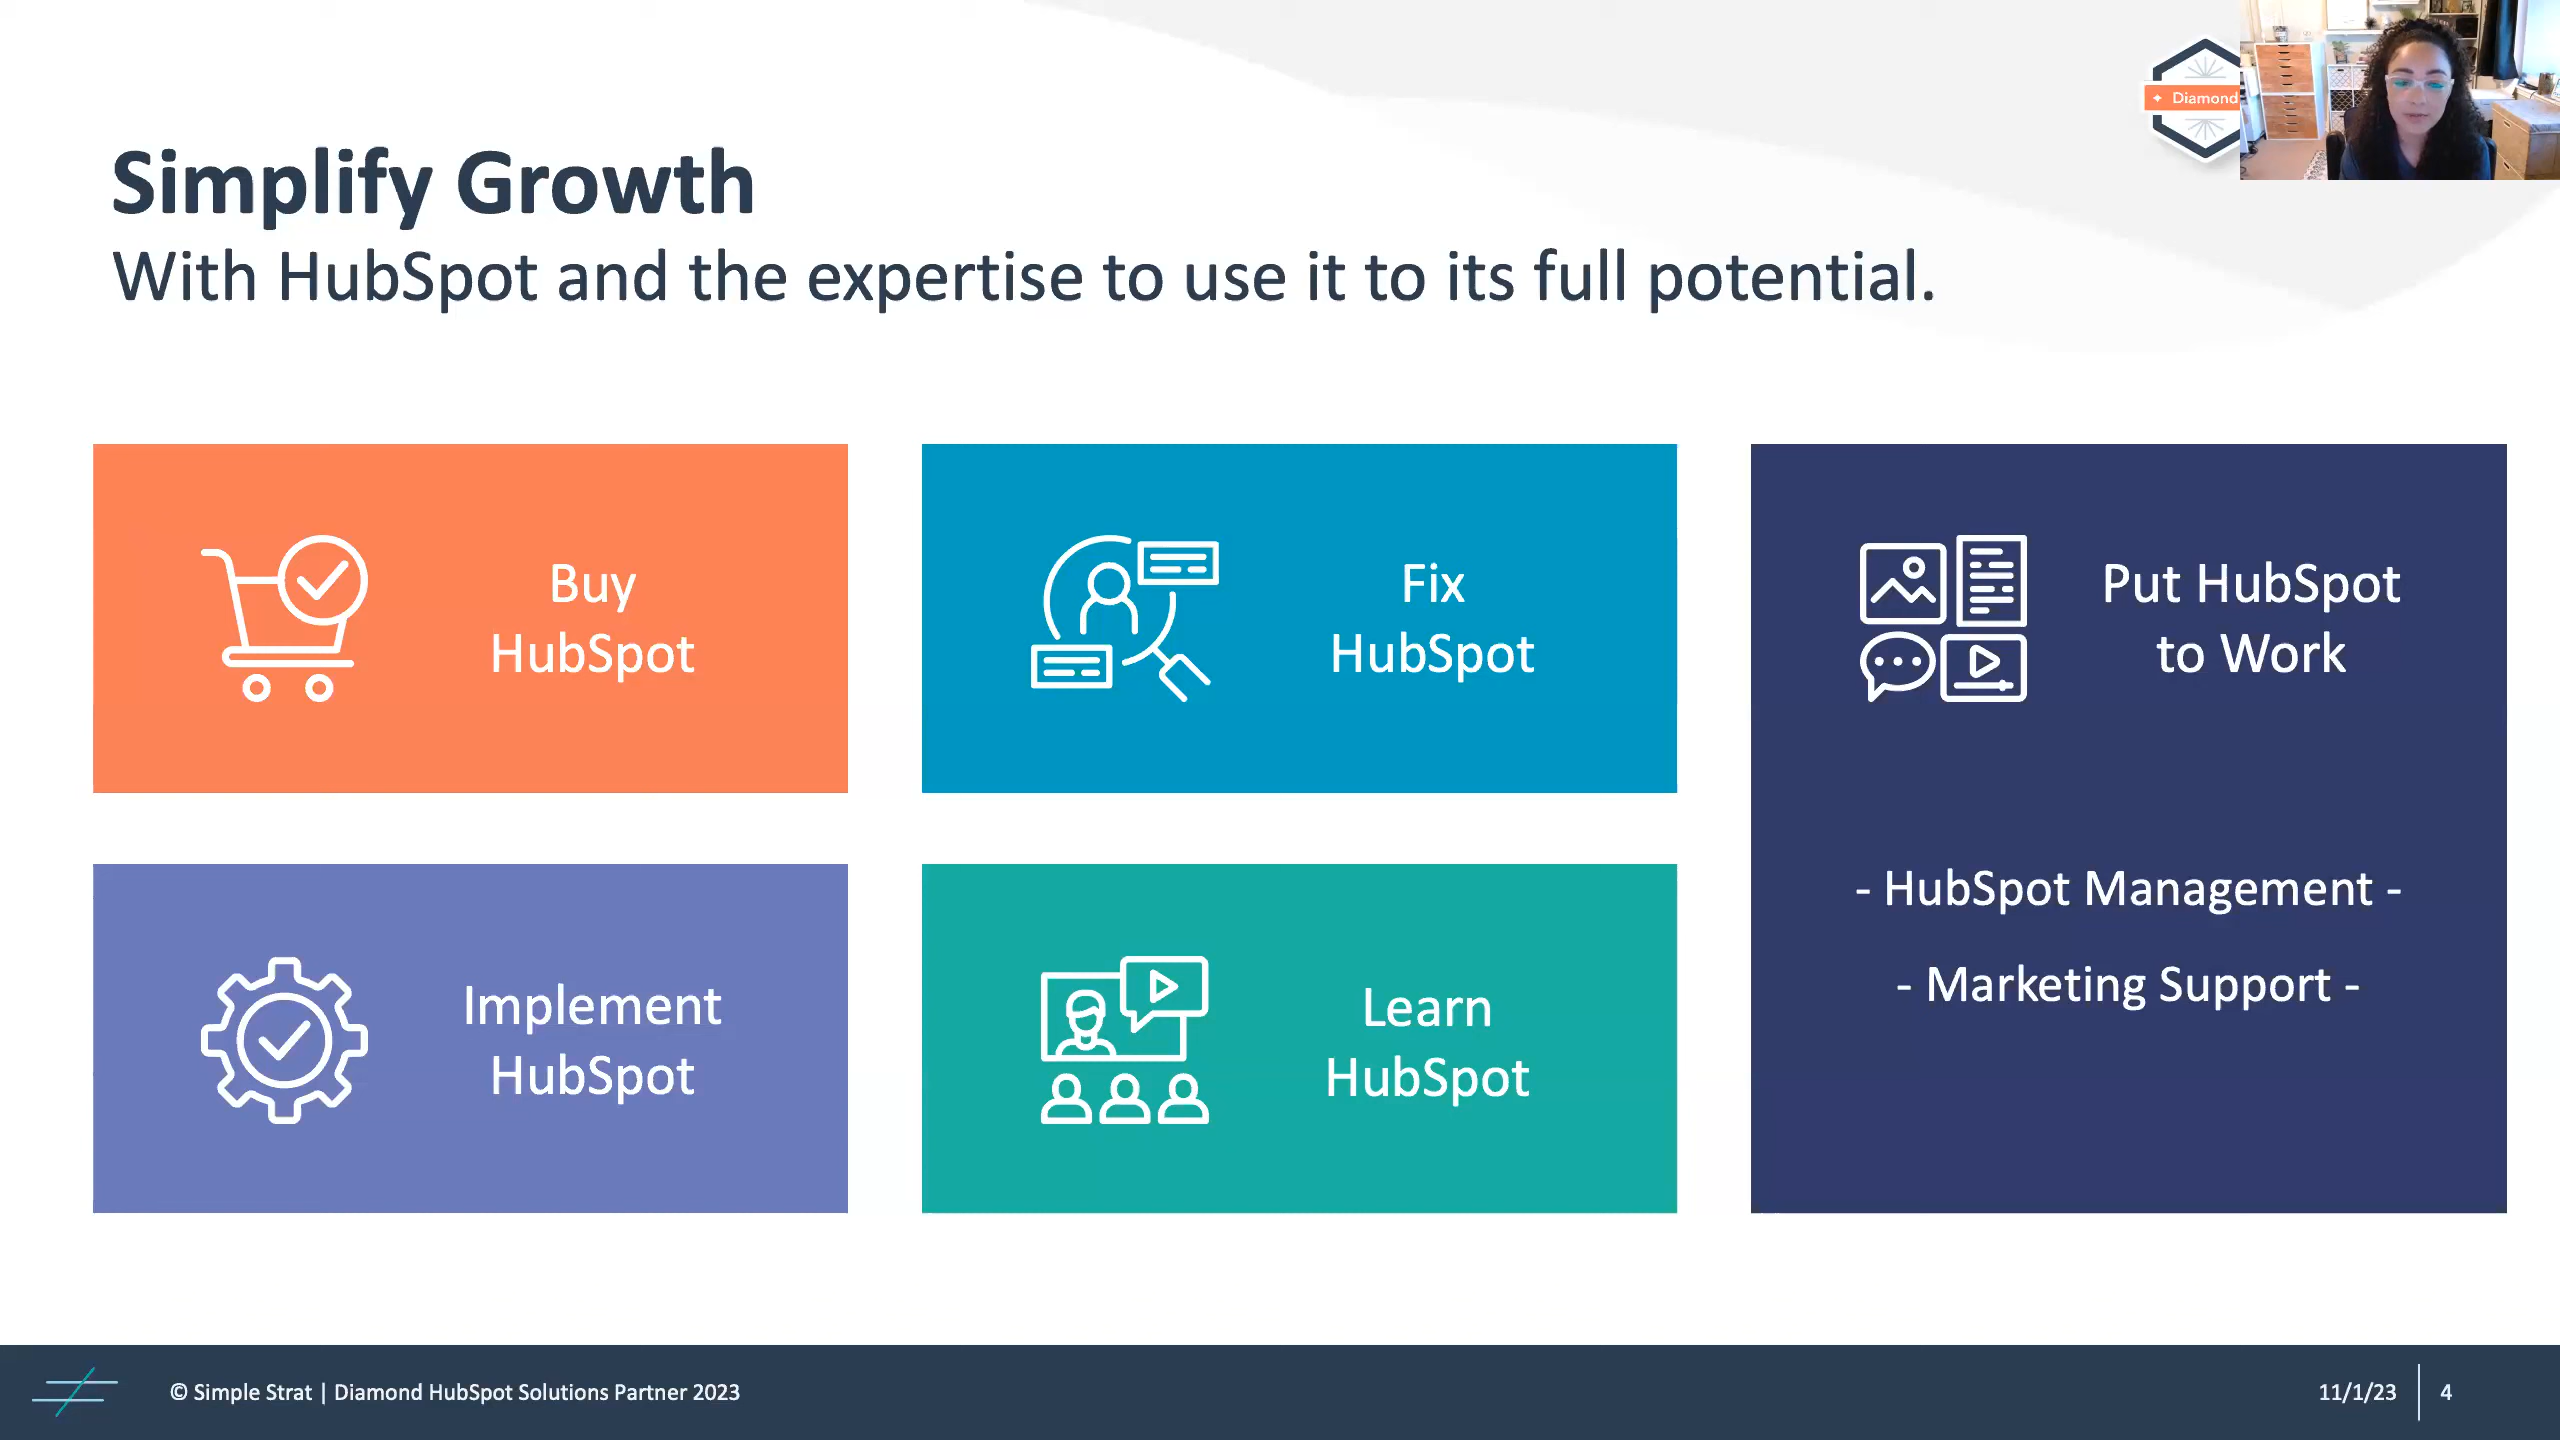 Diamond
Simplify Growth
With HubSpot and the expertise to use it to its full potential.
Buy
HubSpot
Fix
HubSpot
Put HubSpot
to Work
- HubSpot Management -
- Marketing Support -
Implement
HubSpot
Learn
HubSpot
© Simple Strat | Diamond HubSpot Solutions Partner 2023
11/1/23
4